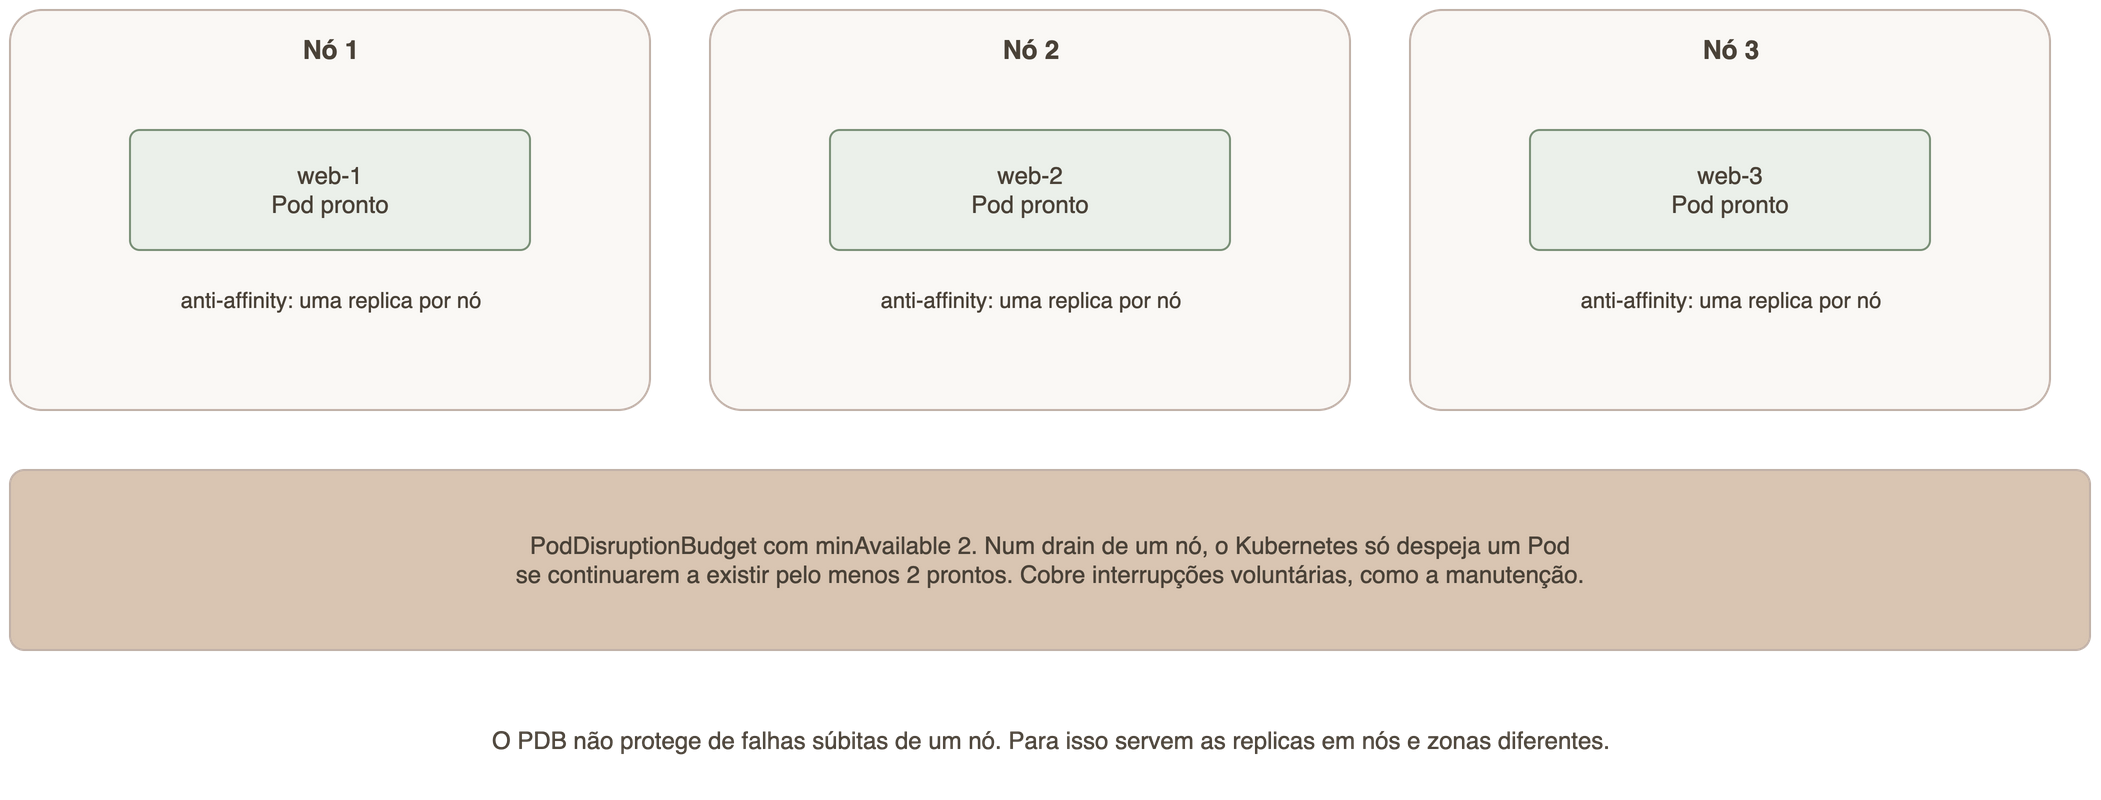 Nó 1
web-1
Pod pronto
anti-affinity: uma replica por nó
Nó 2
web-2
Pod pronto
anti-affinity: uma replica por nó
Nó 3
web-3
Pod pronto
anti-affinity: uma replica por nó
PodDisruptionBudget com minAvailable 2. Num drain de um nó, o Kubernetes só despeja um Pod
se continuarem a existir pelo menos 2 prontos. Cobre interrupções voluntárias, como a manutenção.
O PDB não protege de falhas súbitas de um nó. Para isso servem as replicas em nós e zonas diferentes.